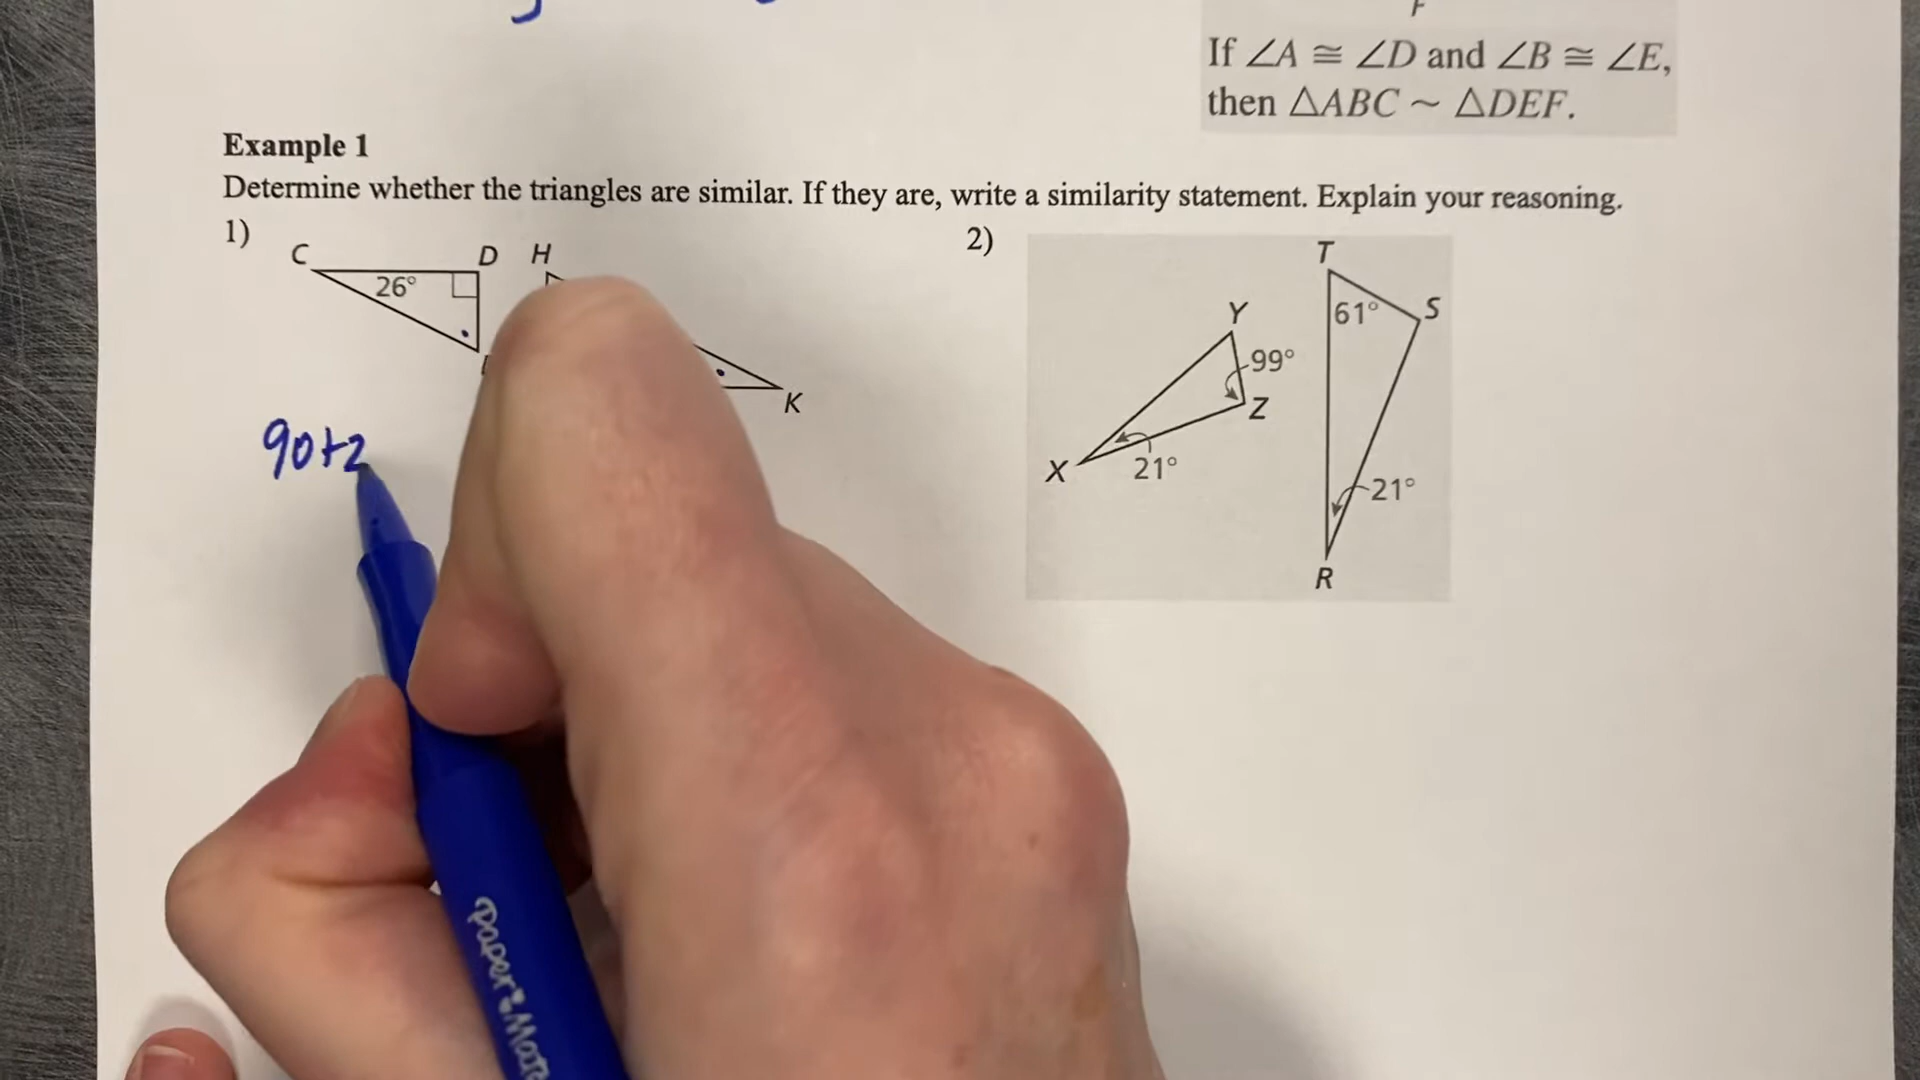 F
If ∠A ≅ ∠D and ∠B ≅ ∠E,
then △ABC ~ △DEF.
Example 1
Determine whether the triangles are similar. If they are, write a similarity statement. Explain your reasoning.
1)
C
D
H
26°
K
90+2
2)
T
61°
S
Y
99°
Z
X
21°
21°
R
Paper Mate